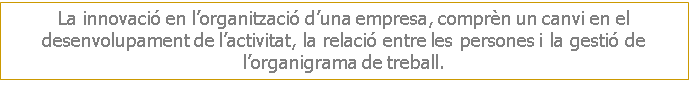 La innovació en l’organització d’una empresa, comprèn un canvi en el
desenvolupament de l’activitat, la relació entre les persones i la gestió de
l’organigrama de treball.